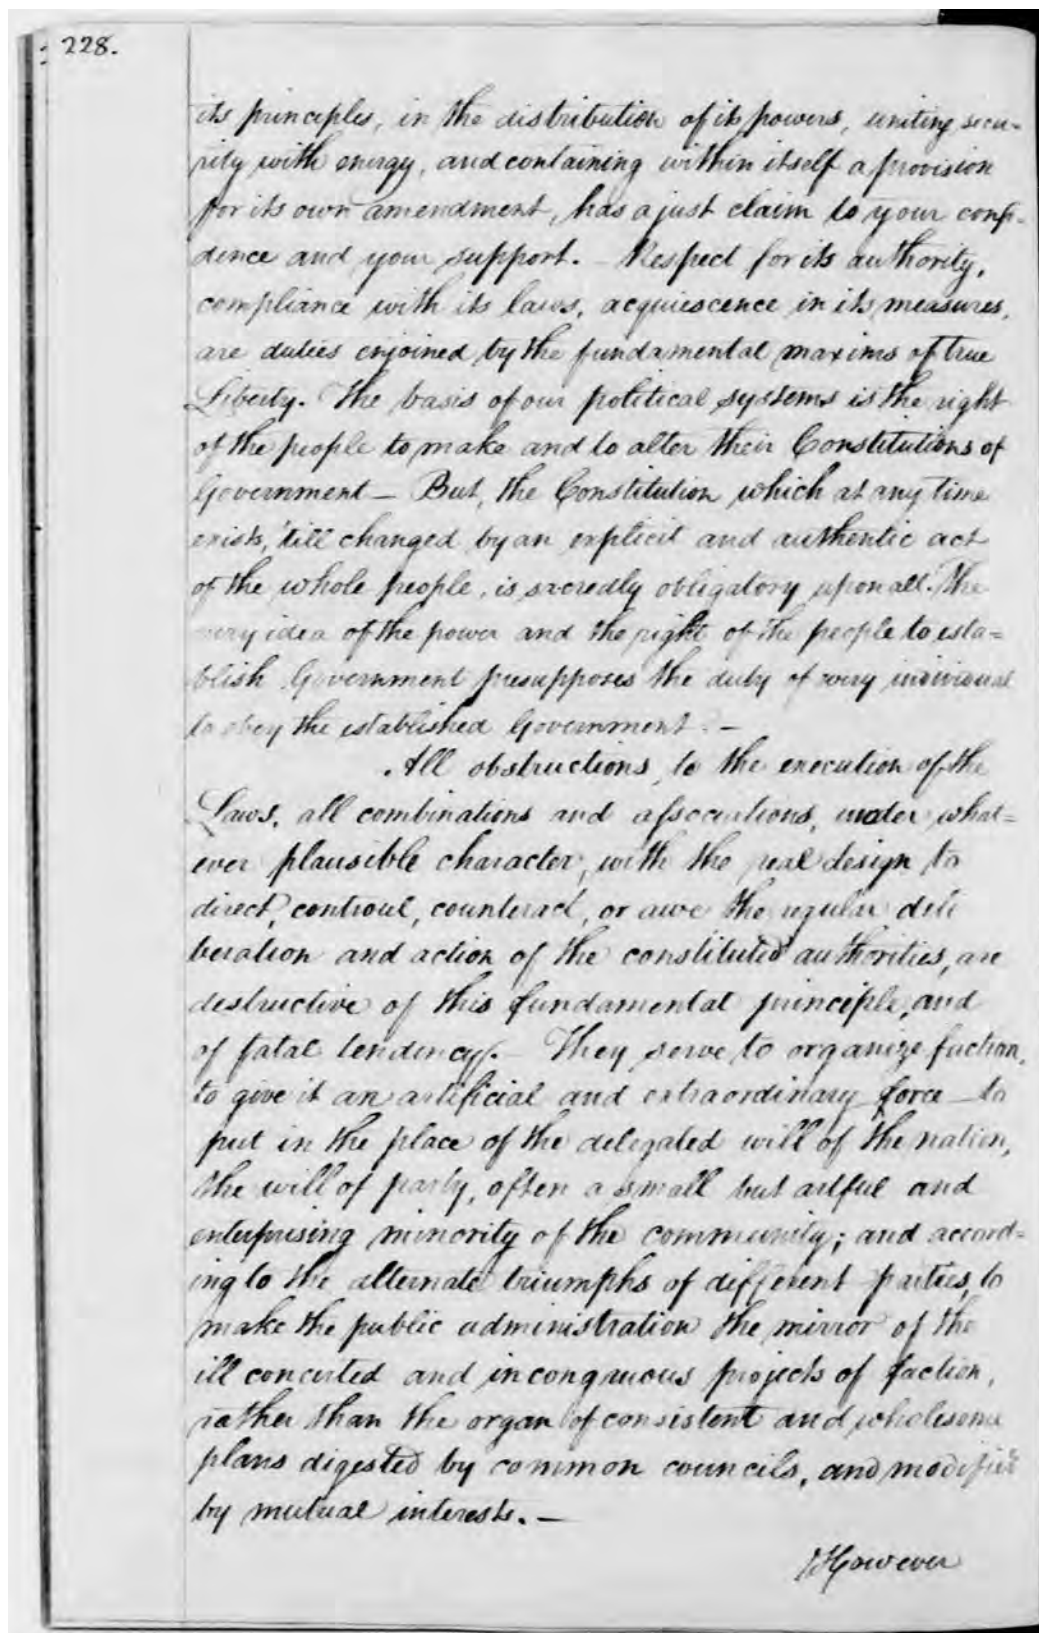 228.
its principles, in the distribution of its powers, uniting secu-
rity with energy, and containing within itself a provision
for its own amendment, has a just claim to your confi-
dence and your support. – Respect for its authority,
compliance with its laws, acquiescence in its measures,
are duties enjoined by the fundamental maxims of true
Liberty. The basis of our political systems is the right
of the people to make and to alter their Constitutions of
Government – But, the Constitution which at any time
exists, 'till changed by an explicit and authentic act
of the whole people, is sacredly obligatory upon all. The
very idea of the power and the right of the people to esta=
blish Government presupposes the duty of every individual
to obey the established Government. –
All obstructions, to the execution of the
Laws, all combinations and associations, under what=
ever plausible character, with the real design to
direct, controul, counteract, or awe the regular deli
beration and action of the constituted authorities, are
destructive of this fundamental principle, and
of fatal tendency. – They serve to organize faction,
to give it an artificial and extraordinary force – to
put in the place of the delegated will of the nation,
the will of party, often a small but artful and
enterprising minority of the community; and accord=
ing to the alternate triumphs of different parties, to
make the public administration the mirror of the
ill concerted and incongruous projects of faction,
rather than the organ of consistent and wholesome
plans digested by common councils, and modified
by mutual interests. –
However